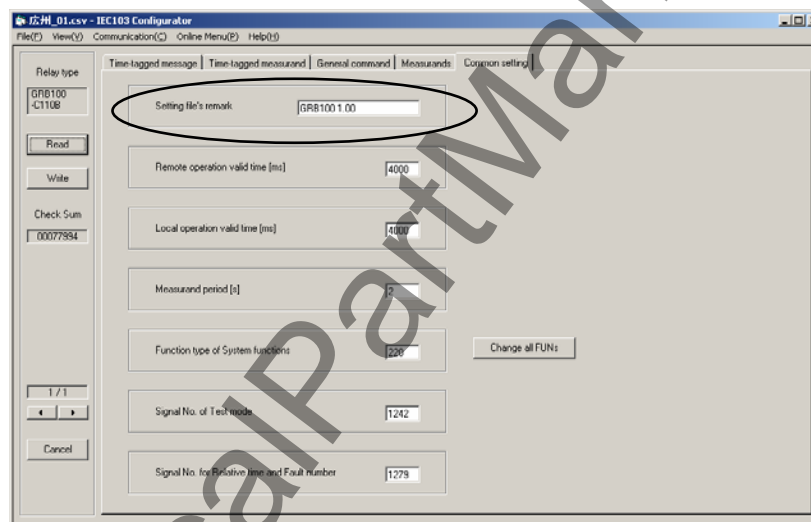 広州_01.csv - IEC103 Configurator
File(F) View(V) Communication(C) Online Menu(P) Help(H)
Relay type
GRB100
-C110B
Read
Write
Check Sum
00077994
1 / 1
Cancel
Time-tagged message Time-tagged measurand General command Measurands Common setting
Setting file's remark GRB100 1.00
Remote operation valid time [ms] 4000
Local operation valid time [ms] 4000
Measurand period [s] 2
Function type of System functions 220 Change all FUNs
Signal No. of Test mode 1242
Signal No. for Relative time and Fault number 1279